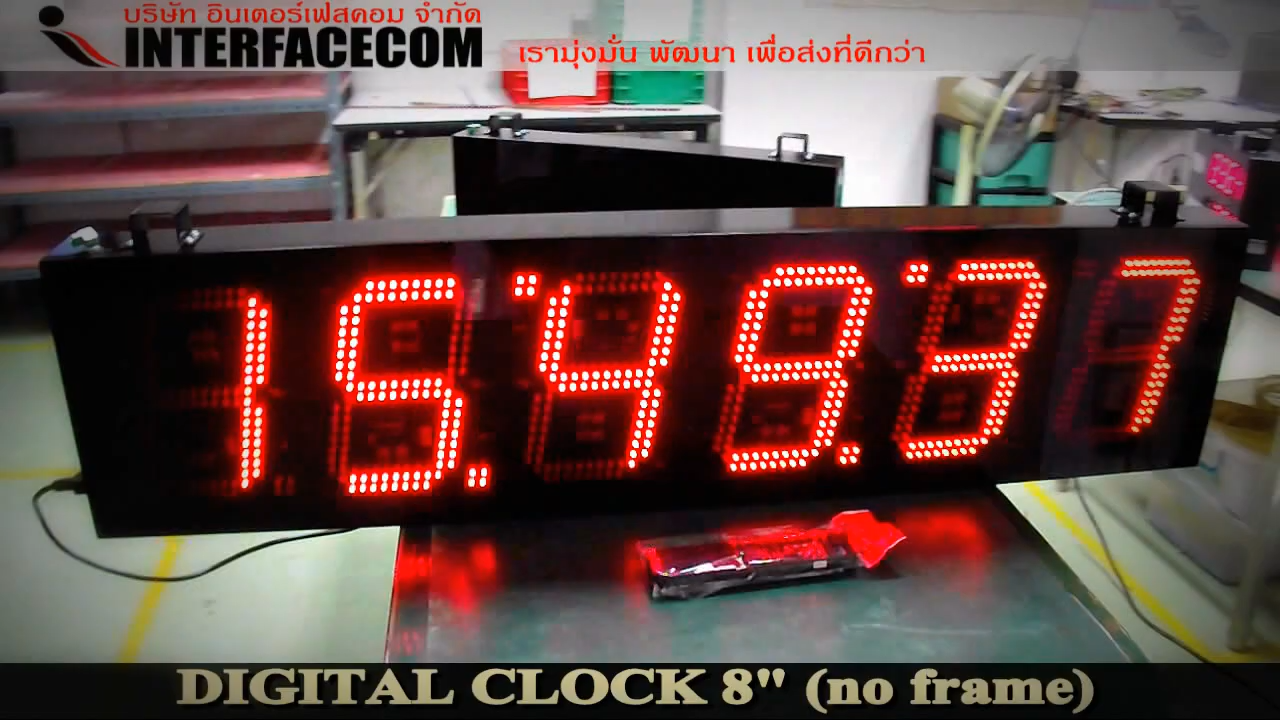 บริษัท อินเตอร์เฟสคอม จำกัด
INTERFACECOM
เรามุ่งมั่น พัฒนา เพื่อส่งที่ดีกว่า
15:49:37
DIGITAL CLOCK 8" (no frame)